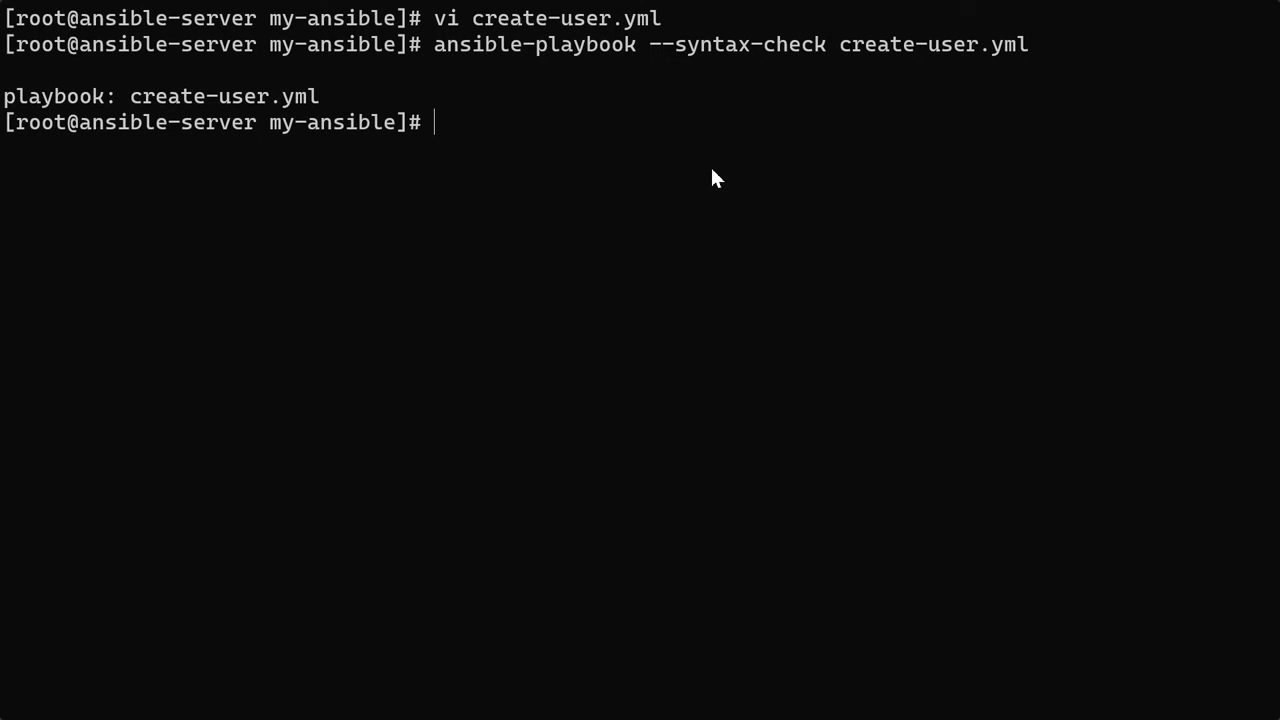 [root@ansible-server my-ansible]# vi create-user.yml
[root@ansible-server my-ansible]# ansible-playbook --syntax-check create-user.yml
playbook: create-user.yml
[root@ansible-server my-ansible]#